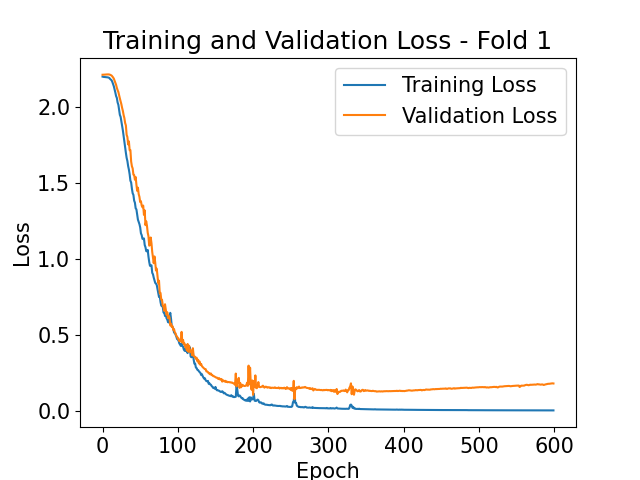 Training and Validation Loss - Fold 1
Training Loss
Validation Loss
Loss
2.0
1.5
1.0
0.5
0.0
0 100 200 300 400 500 600
Epoch